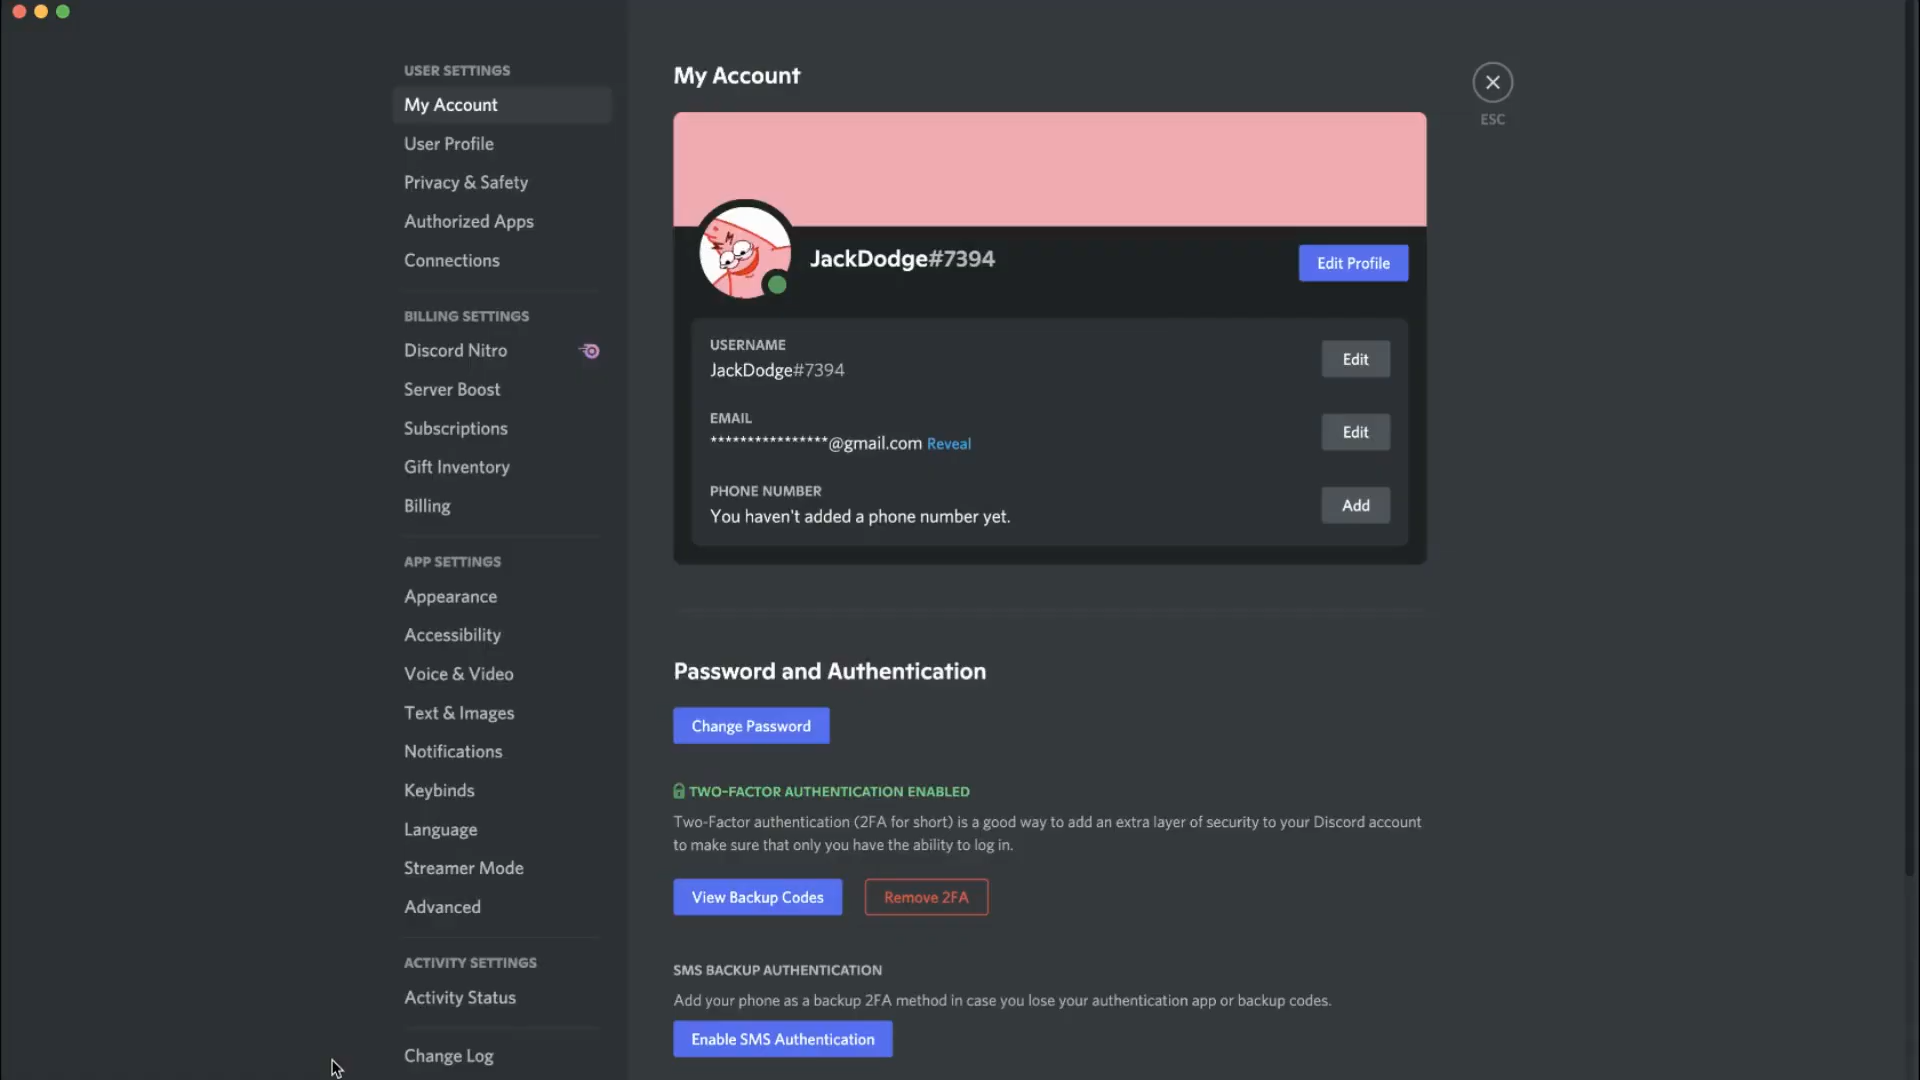 USER SETTINGS
My Account
User Profile
Privacy & Safety
Authorized Apps
Connections
BILLING SETTINGS
Discord Nitro
Server Boost
Subscriptions
Gift Inventory
Billing
APP SETTINGS
Appearance
Accessibility
Voice & Video
Text & Images
Notifications
Keybinds
Language
Streamer Mode
Advanced
ACTIVITY SETTINGS
Activity Status
Change Log
My Account
ESC
JackDodge#7394
Edit Profile
USERNAME
JackDodge#7394
Edit
EMAIL
****************@gmail.com Reveal
Edit
PHONE NUMBER
You haven't added a phone number yet.
Add
Password and Authentication
Change Password
TWO-FACTOR AUTHENTICATION ENABLED
Two-Factor authentication (2FA for short) is a good way to add an extra layer of security to your Discord account
to make sure that only you have the ability to log in.
View Backup Codes
Remove 2FA
SMS BACKUP AUTHENTICATION
Add your phone as a backup 2FA method in case you lose your authentication app or backup codes.
Enable SMS Authentication